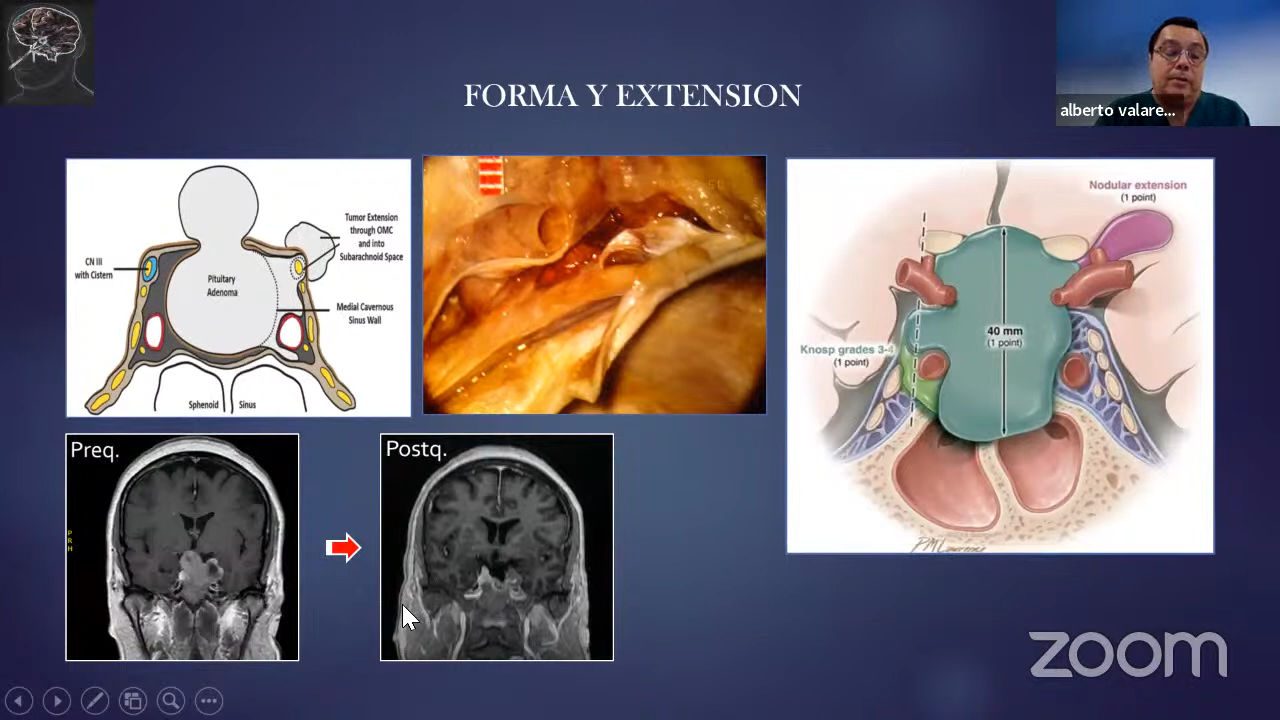 FORMA Y EXTENSION
alberto valare...
CN III
with Cistern
Pituitary
Adenoma
Tumor Extension
through OMC
and into
Subarachnoid Space
Medial Cavernous
Sinus Wall
Sphenoid Sinus
Nodular extension
(1 point)
40 mm
(1 point)
Knosp grades 3-4
(1 point)
Preq.
P
R
H
Postq.
zoom